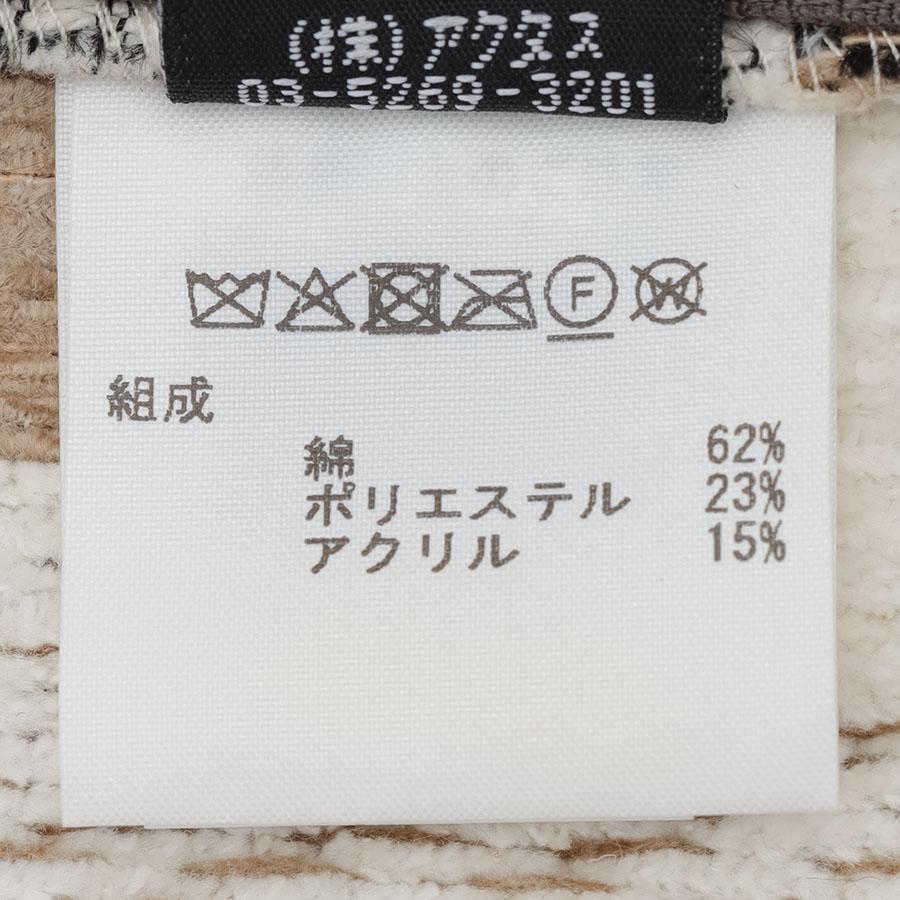 (株)アクタス
03-5269-3201
F
W
組成
綿 62%
ポリエステル 23%
アクリル 15%